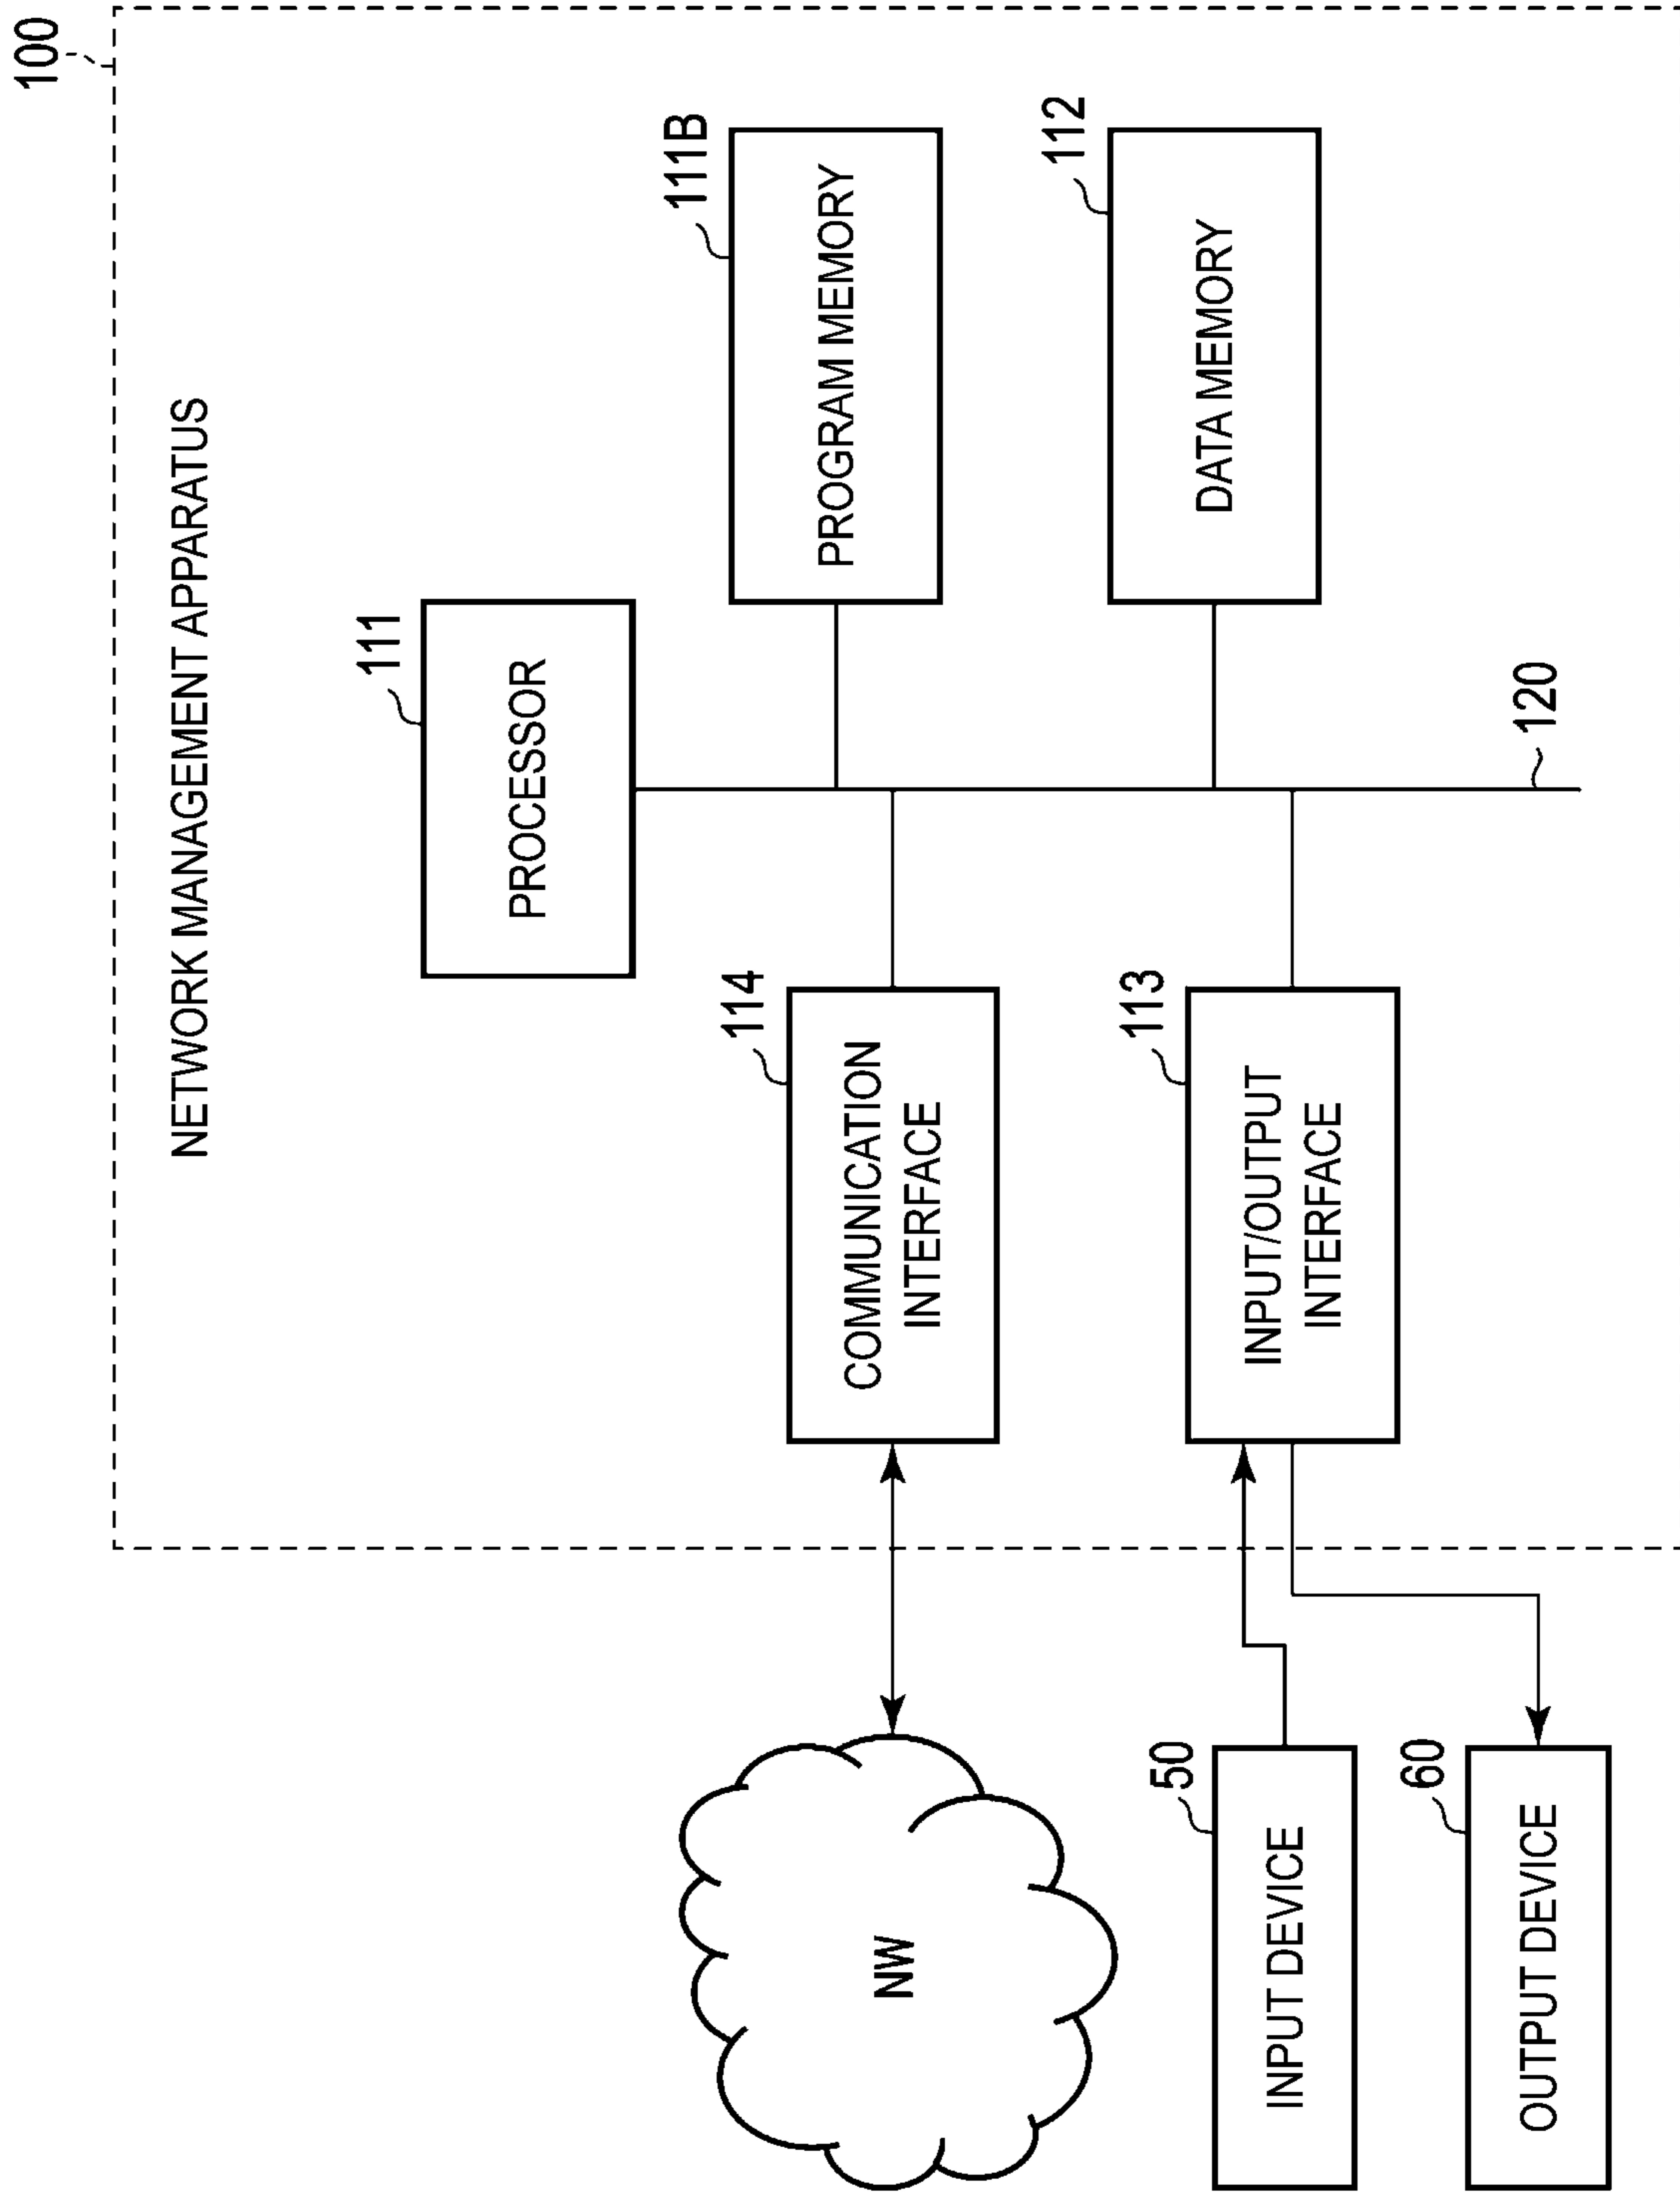 100
NETWORK MANAGEMENT APPARATUS
111
PROCESSOR
114
COMMUNICATION
INTERFACE
111B
PROGRAM MEMORY
NW
113
INPUT/OUTPUT
INTERFACE
112
DATA MEMORY
50
INPUT DEVICE
60
OUTPUT DEVICE
120